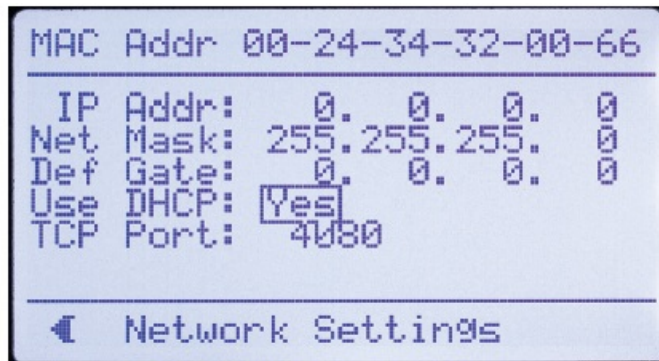 MAC Addr 00-24-34-32-00-66
IP Addr: 0. 0. 0. 0
Net Mask: 255.255.255. 0
Def Gate: 0. 0. 0. 0
Use DHCP: Yes
TCP Port: 4080
Network Settings